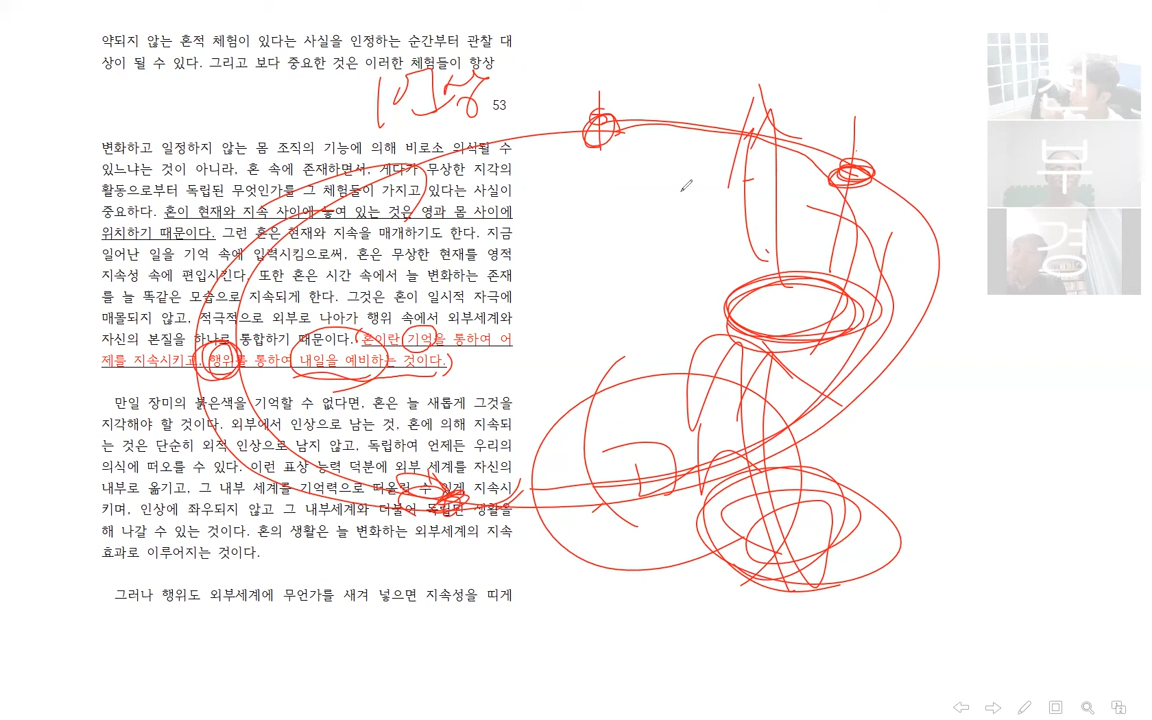 약되지 않는 혼적 체험이 있다는 사실을 인정하는 순간부터 관찰 대
상이 될 수 있다. 그리고 보다 중요한 것은 이러한 체험들이 항상
53
변화하고 일정하지 않는 몸 조직의 기능에 의해 비로소 의식될 수
있느냐는 것이 아니라, 혼 속에 존재하면서, 게다가 무상한 지각의
활동으로부터 독립된 무엇인가를 그 체험들이 가지고 있다는 사실이
중요하다. 혼이 현재와 지속 사이에 놓여 있는 것은 영과 몸 사이에
위치하기 때문이다. 그런 혼은 현재와 지속을 매개하기도 한다. 지금
일어난 일을 기억 속에 입력시킴으로써, 혼은 무상한 현재를 영적
지속성 속에 편입시킨다. 또한 혼은 시간 속에서 늘 변화하는 존재
를 늘 똑같은 모습으로 지속되게 한다. 그것은 혼이 일시적 자극에
매몰되지 않고, 적극적으로 외부로 나아가 행위 속에서 외부세계와
자신의 본질을 하나로 통합하기 때문이다. 혼이란 기억을 통하여 어
제를 지속시키고, 행위를 통하여 내일을 예비하는 것이다.
만일 장미의 붉은색을 기억할 수 없다면, 혼은 늘 새롭게 그것을
지각해야 할 것이다. 외부에서 인상으로 남는 것, 혼에 의해 지속되
는 것은 단순히 외적 인상으로 남지 않고, 독립하여 언제든 우리의
의식에 떠오를 수 있다. 이런 표상 능력 덕분에 외부 세계를 자신의
내부로 옮기고, 그 내부 세계를 기억력으로 떠올릴 수 있게 지속시
키며, 인상에 좌우되지 않고 그 내부세계와 더불어 독립된 생활을
해 나갈 수 있는 것이다. 혼의 생활은 늘 변화하는 외부세계의 지속
효과로 이루어지는 것이다.
그러나 행위도 외부세계에 무언가를 새겨 넣으면 지속성을 띠게